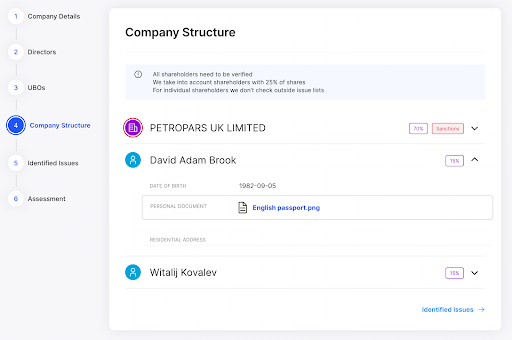 1 Company Details
2 Directors
3 UBOs
4 Company Structure
5 Identified Issues
6 Assessment
Company Structure
All shareholders need to be verified
We take into account shareholders with 25% of shares
For individual shareholders we don't check outside issue lists
PETROPARS UK LIMITED 70% Sanctions
David Adam Brook 15%
DATE OF BIRTH 1982-09-05
PERSONAL DOCUMENT English passport.png
RESIDENTIAL ADDRESS
Witalij Kovalev 15%
Identified Issues →